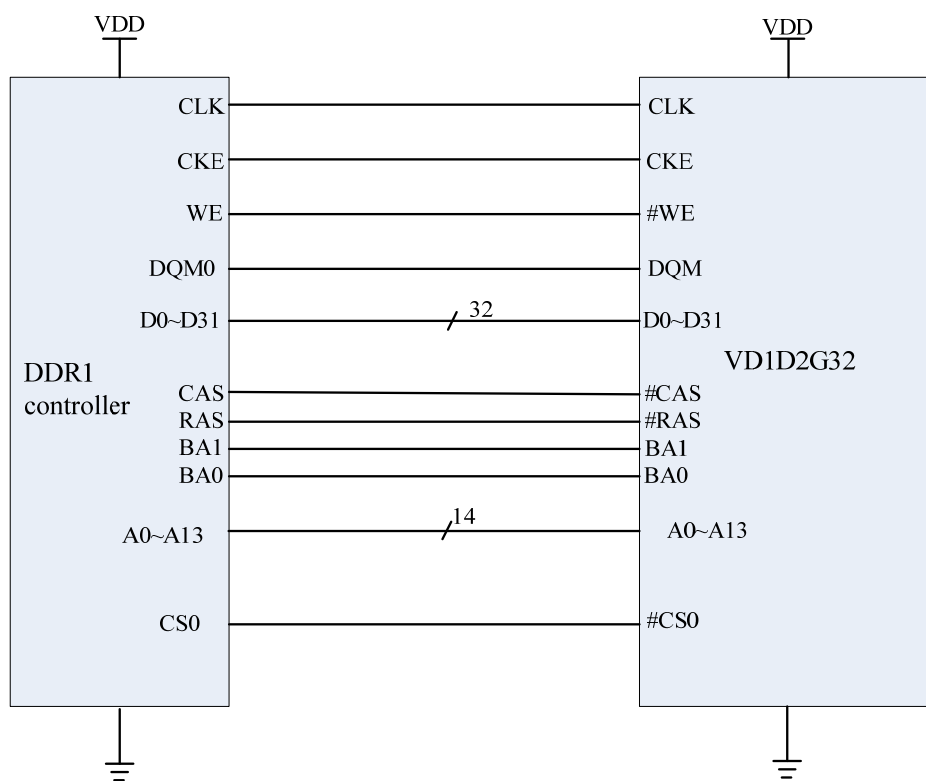 VDD VDD
CLK CLK
CKE CKE
WE #WE
DQM0 DQM
D0~D31 32 D0~D31
DDR1
controller
VD1D2G32
CAS #CAS
RAS #RAS
BA1 BA1
BA0 BA0
A0~A13 14 A0~A13
CS0 #CS0